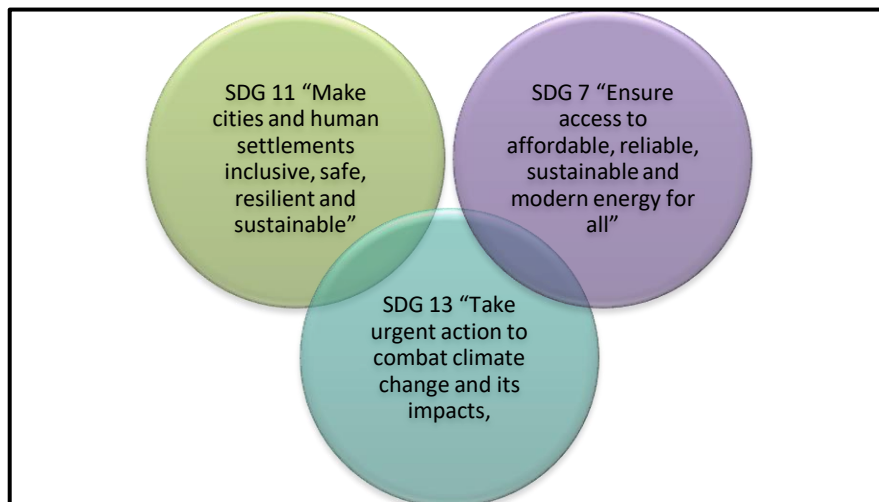 SDG 11 “Make
cities and human
settlements
inclusive, safe,
resilient and
sustainable”
SDG 7 “Ensure
access to
affordable, reliable,
sustainable and
modern energy for
all”
SDG 13 “Take
urgent action to
combat climate
change and its
impacts,